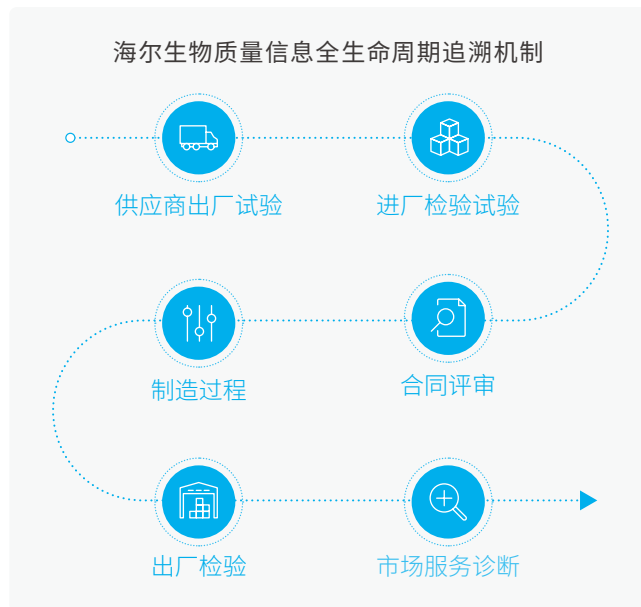 海尔生物质量信息全生命周期追溯机制
供应商出厂试验
进厂检验试验
合同评审
制造过程
出厂检验
市场服务诊断